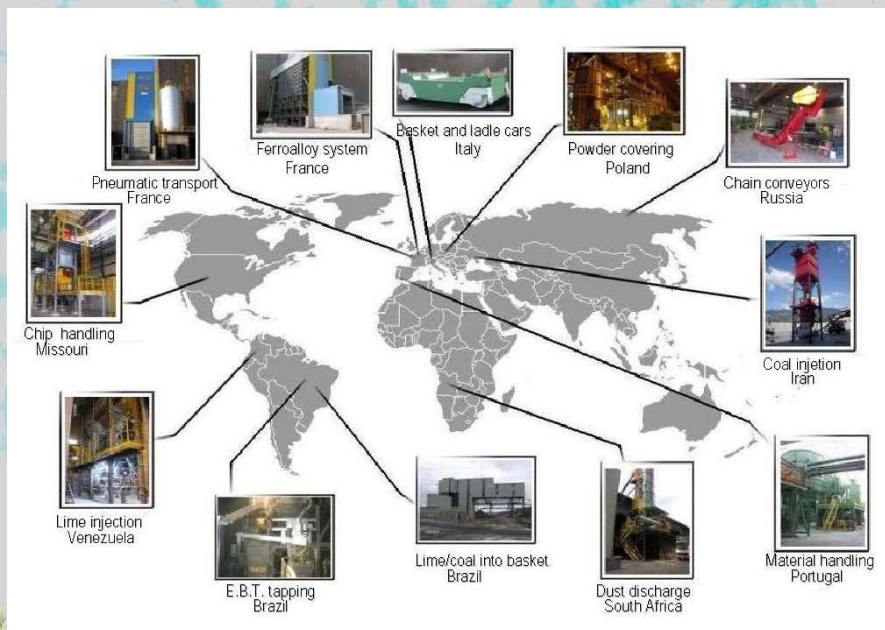 Basket and ladle cars
Italy
Ferroalloy system
France
Powder covering
Poland
Pneumatic transport
France
Chain conveyors
Russia
Chip handling
Missouri
Coal injetion
Iran
Lime injection
Venezuela
E.B.T. tapping
Brazil
Lime/coal into basket
Brazil
Dust discharge
South Africa
Material handling
Portugal